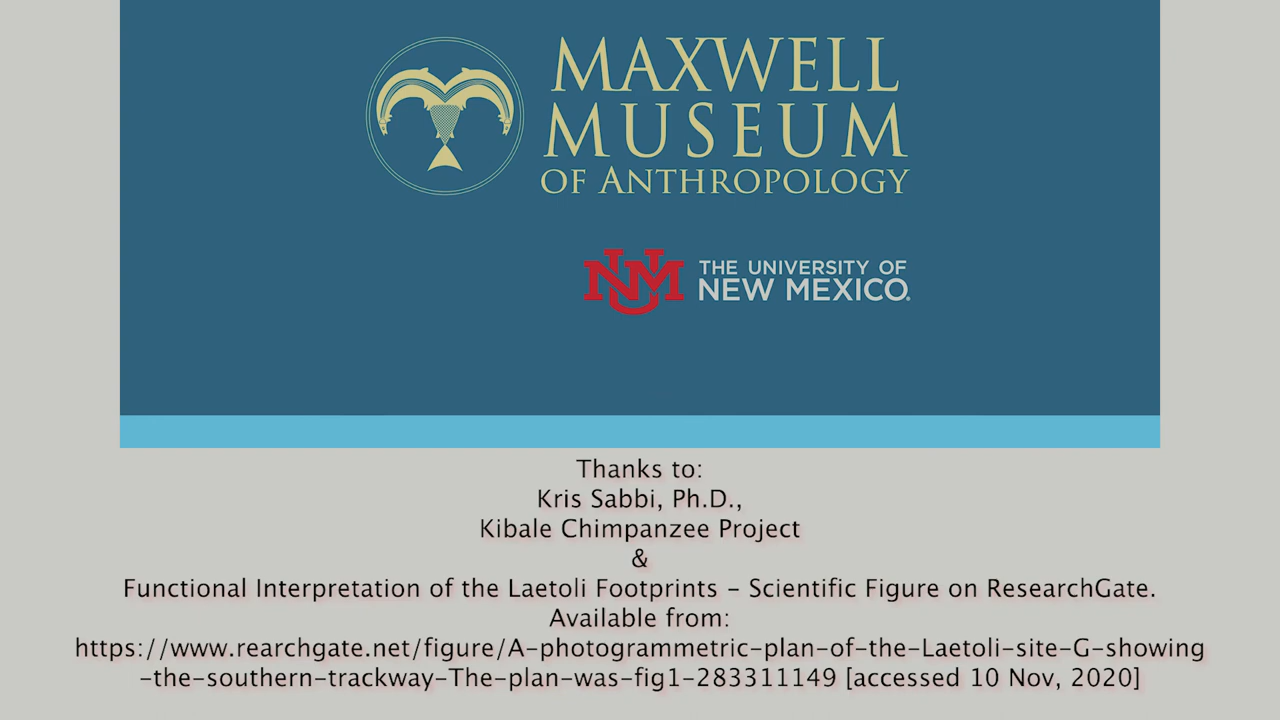 MAXWELL
MUSEUM
OF ANTHROPOLOGY
UNM THE UNIVERSITY OF
NEW MEXICO.
Thanks to:
Kris Sabbi, Ph.D.,
Kibale Chimpanzee Project
&
Functional Interpretation of the Laetoli Footprints – Scientific Figure on ResearchGate.
Available from:
https://www.rearchgate.net/figure/A-photogrammetric-plan-of-the-Laetoli-site-G-showing
-the-southern-trackway-The-plan-was-fig1-283311149 [accessed 10 Nov, 2020]